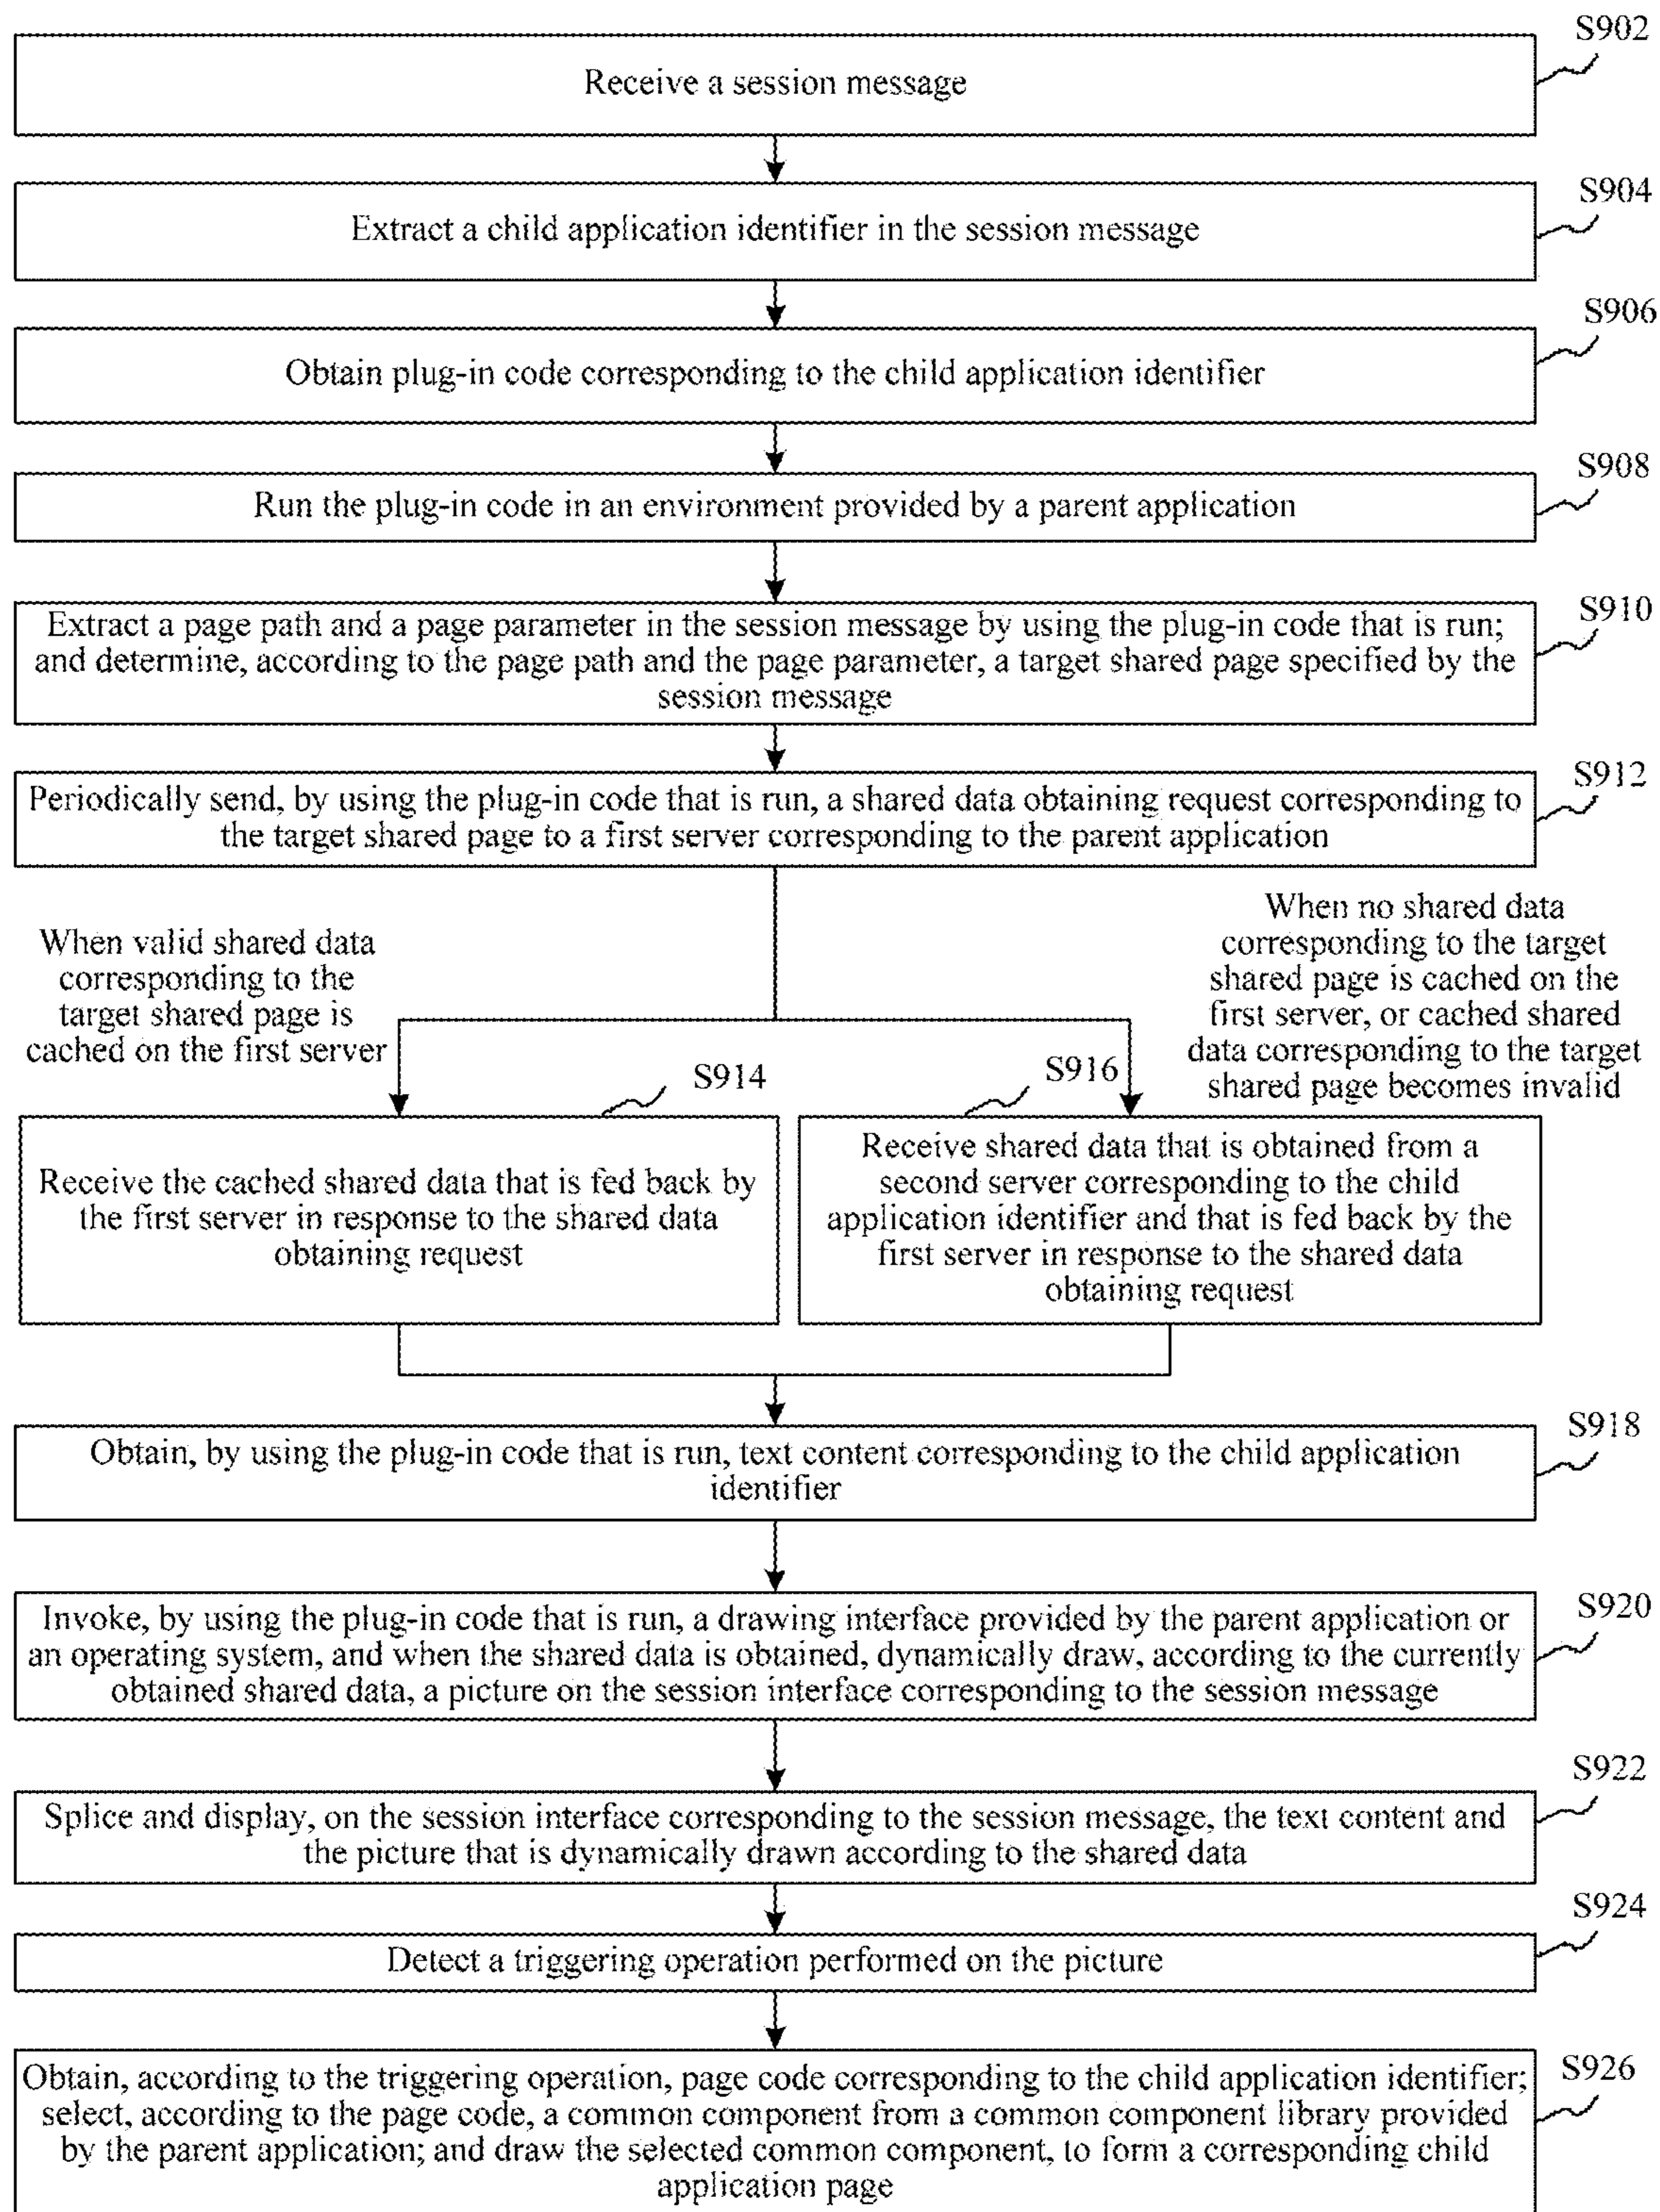 S902
Receive a session message
S904
Extract a child application identifier in the session message
S906
Obtain plug-in code corresponding to the child application identifier
S908
Run the plug-in code in an environment provided by a parent application
S910
Extract a page path and a page parameter in the session message by using the plug-in code that is run;
and determine, according to the page path and the page parameter, a target shared page specified by the
session message
S912
Periodically send, by using the plug-in code that is run, a shared data obtaining request corresponding to
the target shared page to a first server corresponding to the parent application
When valid shared data
corresponding to the
target shared page is
cached on the first server
When no shared data
corresponding to the target
shared page is cached on the
first server, or cached shared
data corresponding to the target
shared page becomes invalid
S914
Receive the cached shared data that is fed back by
the first server in response to the shared data
obtaining request
S916
Receive shared data that is obtained from a
second server corresponding to the child
application identifier and that is fed back by the
first server in response to the shared data
obtaining request
S918
Obtain, by using the plug-in code that is run, text content corresponding to the child application
identifier
S920
Invoke, by using the plug-in code that is run, a drawing interface provided by the parent application or
an operating system, and when the shared data is obtained, dynamically draw, according to the currently
obtained shared data, a picture on the session interface corresponding to the session message
S922
Splice and display, on the session interface corresponding to the session message, the text content and
the picture that is dynamically drawn according to the shared data
S924
Detect a triggering operation performed on the picture
S926
Obtain, according to the triggering operation, page code corresponding to the child application identifier;
select, according to the page code, a common component from a common component library provided
by the parent application; and draw the selected common component, to form a corresponding child
application page